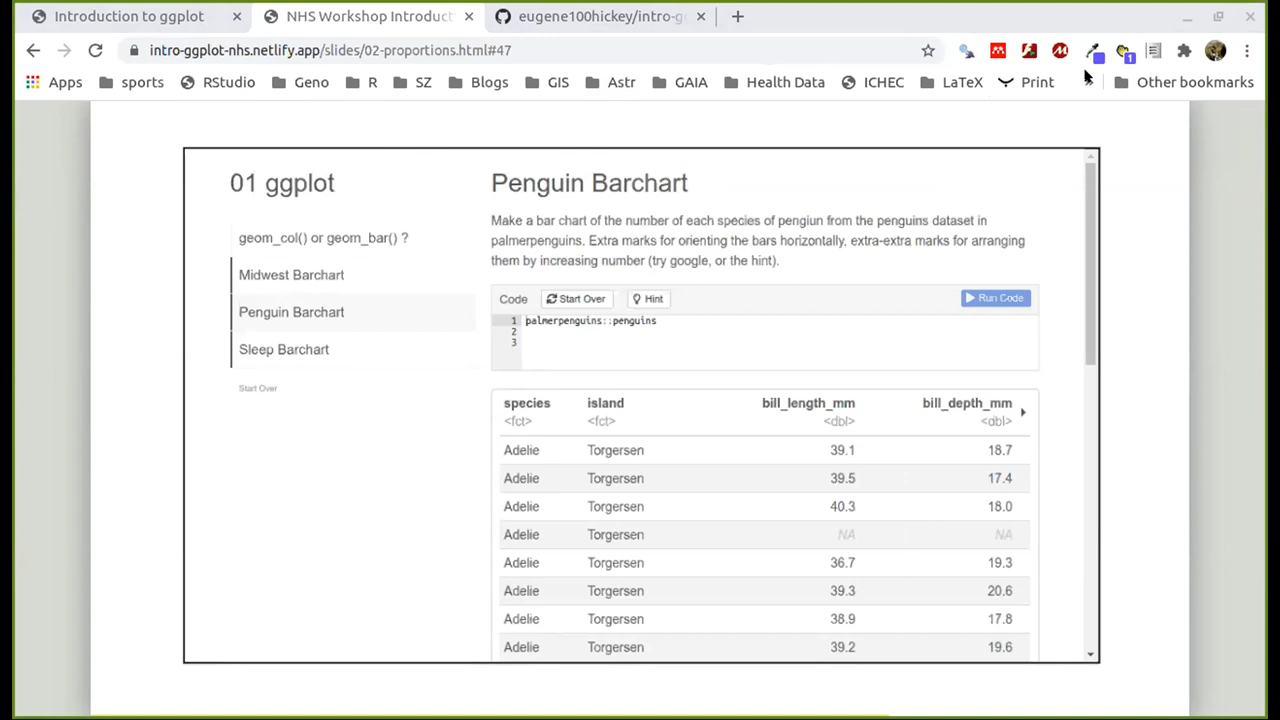 Introduction to ggplot
NHS Workshop Introduct
eugene100hickey/intro-g
intro-ggplot-nhs.netlify.app/slides/02-proportions.html#47
1
Apps
sports
RStudio
Geno
R
SZ
Blogs
GIS
Astr
GAIA
Health Data
ICHEC
LaTeX
Print
Other bookmarks
01 ggplot
geom_col() or geom_bar() ?
Midwest Barchart
Penguin Barchart
Sleep Barchart
Start Over
Penguin Barchart
Make a bar chart of the number of each species of pengiun from the penguins dataset in
palmerpenguins. Extra marks for orienting the bars horizontally, extra-extra marks for arranging
them by increasing number (try google, or the hint).
Code Start Over Hint Run Code
1 palmerpenguins::penguins
2
3
species island bill_length_mm bill_depth_mm
<fct> <fct> <dbl> <dbl>
Adelie Torgersen 39.1 18.7
Adelie Torgersen 39.5 17.4
Adelie Torgersen 40.3 18.0
Adelie Torgersen NA NA
Adelie Torgersen 36.7 19.3
Adelie Torgersen 39.3 20.6
Adelie Torgersen 38.9 17.8
Adelie Torgersen 39.2 19.6